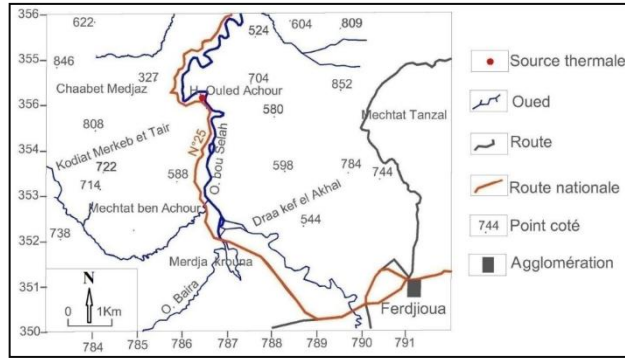 356
622
524
604
809
846
327
704
852
Chaabet Medjaz
H. Ouled Achour
356
580
Mechtat Tanzal
808
354
Kodiat Merkeb et Tair
N°25
O. bou Selah
722
588
598
784
744
714
353
Draa kef el Akhal
Mechtat ben Achour
544
738
352
Merdja krouna
351
N
O. Baira
0 1Km
Ferdjioua
350
784 785 786 787 788 789 790 791
Source thermale
Oued
Route
Route nationale
744 Point coté
Agglomération